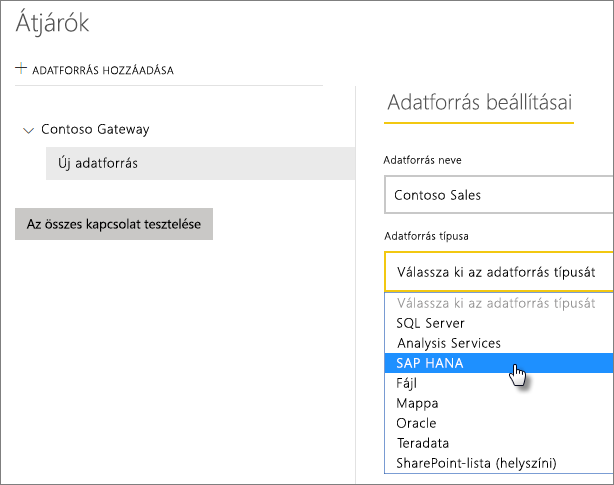 Átjárók
+ ADATFORRÁS HOZZÁADÁSA
Contoso Gateway
Új adatforrás
Az összes kapcsolat tesztelése
Adatforrás beállításai
Adatforrás neve
Contoso Sales
Adatforrás típusa
Válassza ki az adatforrás típusát
Válassza ki az adatforrás típusát
SQL Server
Analysis Services
SAP HANA
Fájl
Mappa
Oracle
Teradata
SharePoint-lista (helyszíni)